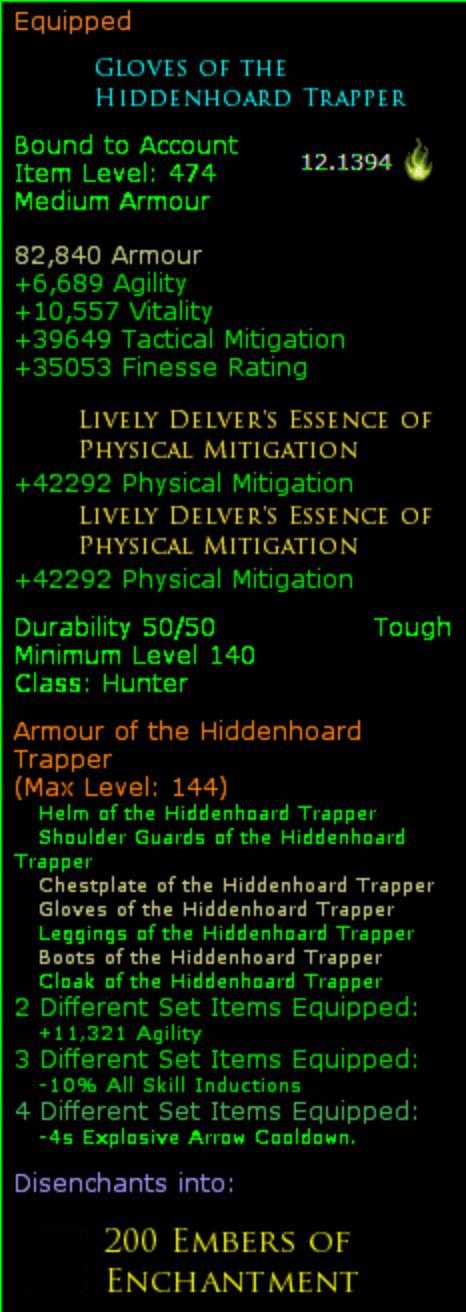 Equipped
Gloves of the
Hiddenhoard Trapper
Bound to Account
12.1394
Item Level: 474
Medium Armour
82,840 Armour
+6,689 Agility
+10,557 Vitality
+39649 Tactical Mitigation
+35053 Finesse Rating
Lively Delver's Essence of
Physical Mitigation
+42292 Physical Mitigation
Lively Delver's Essence of
Physical Mitigation
+42292 Physical Mitigation
Durability 50/50 Tough
Minimum Level 140
Class: Hunter
Armour of the Hiddenhoard
Trapper
(Max Level: 144)
Helm of the Hiddenhoard Trapper
Shoulder Guards of the Hiddenhoard
Trapper
Chestplate of the Hiddenhoard Trapper
Gloves of the Hiddenhoard Trapper
Leggings of the Hiddenhoard Trapper
Boots of the Hiddenhoard Trapper
Cloak of the Hiddenhoard Trapper
2 Different Set Items Equipped:
+11,321 Agility
3 Different Set Items Equipped:
-10% All Skill Inductions
4 Different Set Items Equipped:
-4s Explosive Arrow Cooldown.
Disenchants into:
200 Embers of
Enchantment